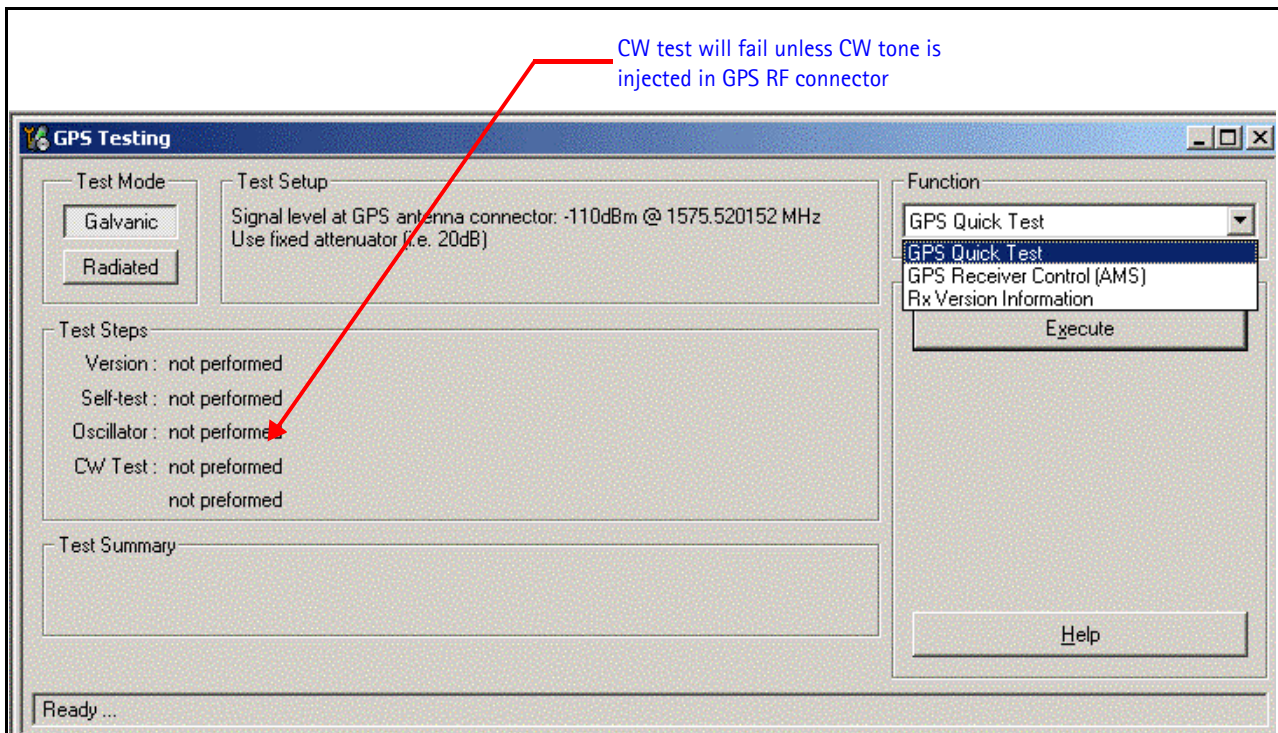 CW test will fail unless CW tone is
injected in GPS RF connector
GPS Testing
Test Mode
Galvanic
Radiated
Test Setup
Signal level at GPS antenna connector: -110dBm @ 1575.520152 MHz
Use fixed attenuator (i.e. 20dB)
Function
GPS Quick Test
GPS Quick Test
GPS Receiver Control (AMS)
Rx Version Information
Execute
Test Steps
Version : not performed
Self-test : not performed
Oscillator : not performed
CW Test : not preformed
not preformed
Test Summary
Help
Ready ...